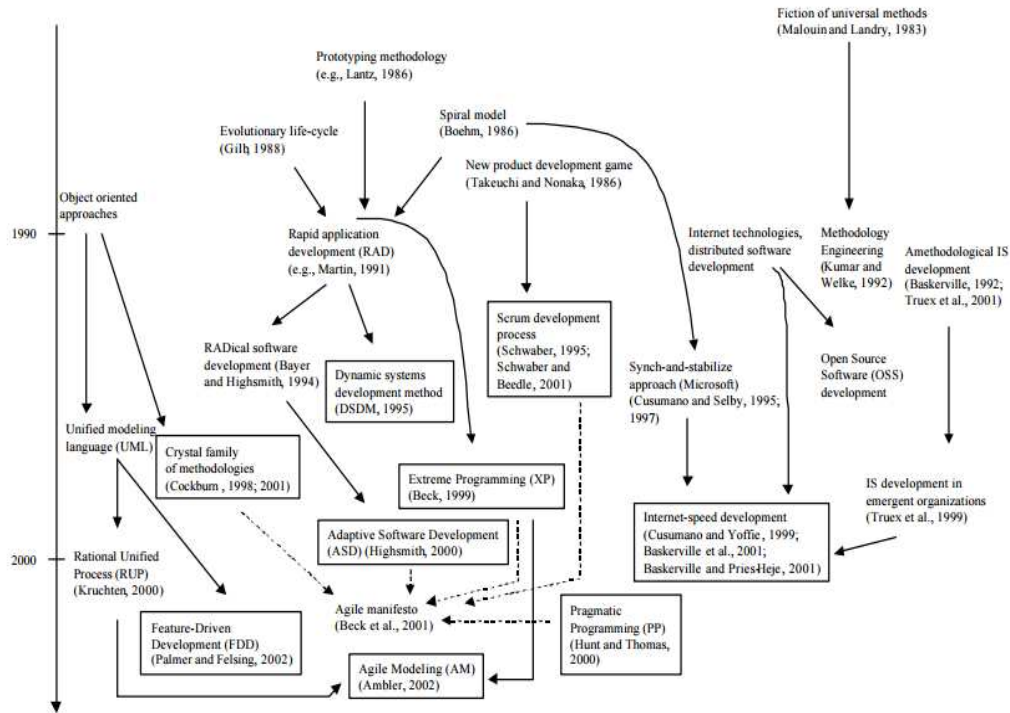 Fiction of universal methods
(Malouin and Landry, 1983)
Prototyping methodology
(e.g., Lantz, 1986)
Spiral model
(Boehm, 1986)
Evolutionary life-cycle
(Gilb, 1988)
New product development game
(Takeuchi and Nonaka, 1986)
Object oriented
approaches
1990
Rapid application
development (RAD)
(e.g., Martin, 1991)
Internet technologies,
distributed software
development
Methodology
Engineering
(Kumar and
Welke, 1992)
Amethodological IS
development
(Baskerville, 1992;
Truex et al., 2001)
Scrum development
process
(Schwaber, 1995;
Schwaber and
Beedle, 2001)
RADical software
development (Bayer
and Highsmith, 1994)
Dynamic systems
development method
(DSDM, 1995)
Synch-and-stabilize
approach (Microsoft)
(Cusumano and Selby, 1995;
1997)
Open Source
Software (OSS)
development
Unified modeling
language (UML)
Crystal family
of methodologies
(Cockburn, 1998; 2001)
Extreme Programming (XP)
(Beck, 1999)
IS development in
emergent organizations
(Truex et al., 1999)
Adaptive Software Development
(ASD) (Highsmith, 2000)
Internet-speed development
(Cusumano and Yoffie, 1999;
Baskerville et al., 2001;
Baskerville and Pries-Heje, 2001)
2000
Rational Unified
Process (RUP)
(Kruchten, 2000)
Agile manifesto
(Beck et al., 2001)
Pragmatic
Programming (PP)
(Hunt and Thomas,
2000)
Feature-Driven
Development (FDD)
(Palmer and Felsing, 2002)
Agile Modeling (AM)
(Ambler, 2002)